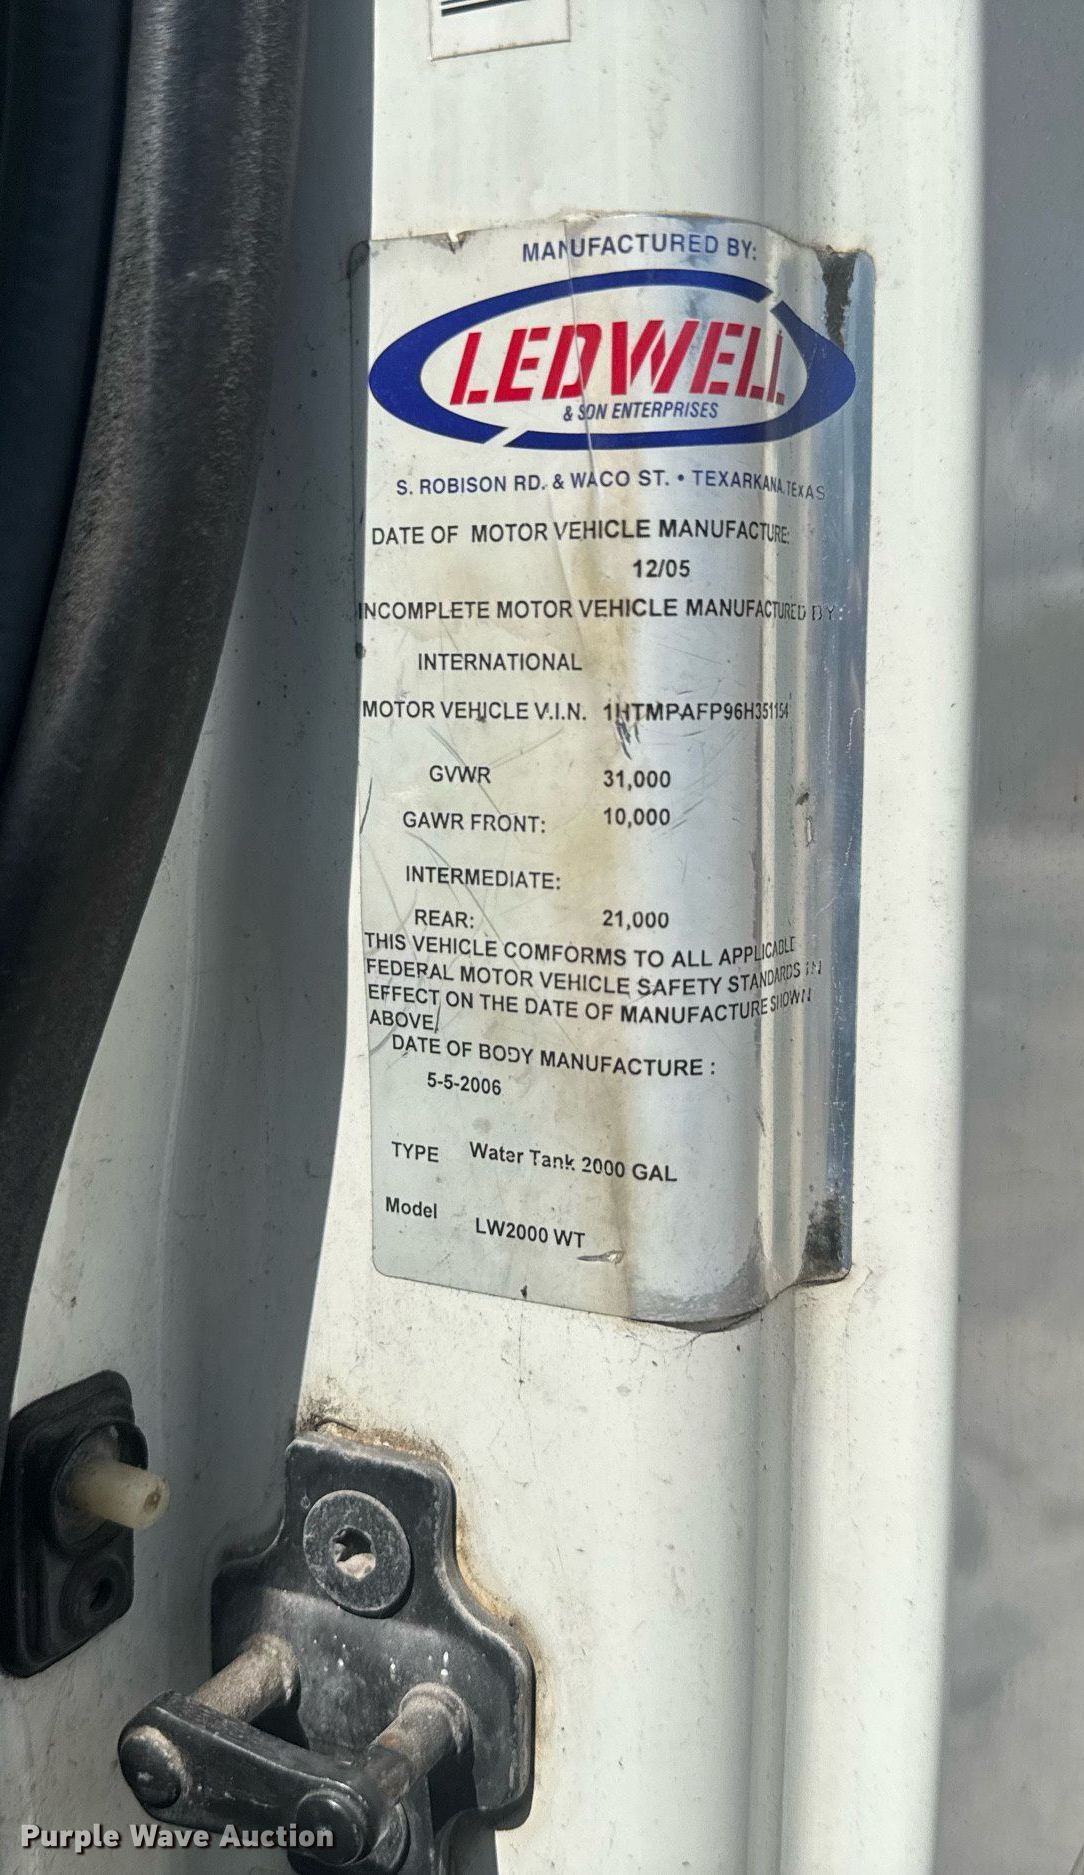 MANUFACTURED BY:
LEDWELL
& SON ENTERPRISES
S. ROBISON RD. & WACO ST. • TEXARKANA, TEXAS
DATE OF MOTOR VEHICLE MANUFACTURE:
12/05
INCOMPLETE MOTOR VEHICLE MANUFACTURED BY:
INTERNATIONAL
MOTOR VEHICLE V.I.N. 1HTMPAFP96H351154
GVWR 31,000
GAWR FRONT: 10,000
INTERMEDIATE:
REAR: 21,000
THIS VEHICLE COMFORMS TO ALL APPLICABLE
FEDERAL MOTOR VEHICLE SAFETY STANDARDS IN
EFFECT ON THE DATE OF MANUFACTURE SHOWN
ABOVE.
DATE OF BODY MANUFACTURE :
5-5-2006
TYPE Water Tank 2000 GAL
Model LW2000 WT
Purple Wave Auction